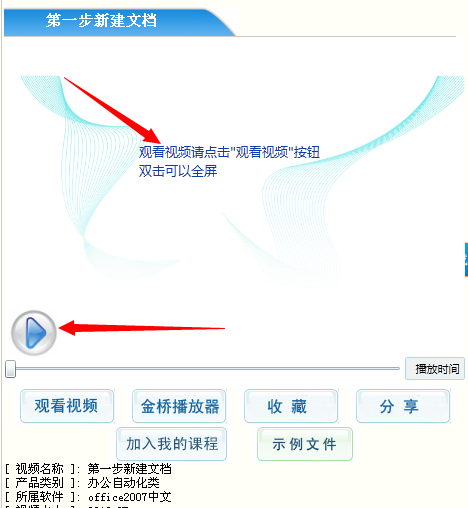 第一步新建文档
观看视频请点击"观看视频"按钮
双击可以全屏
播放时间
观看视频 金桥播放器 收 藏 分 享
加入我的课程 示例文件
[ 视频名称 ]: 第一步新建文档
[ 产品类别 ]: 办公自动化类
[ 所属软件 ]: office2007中文